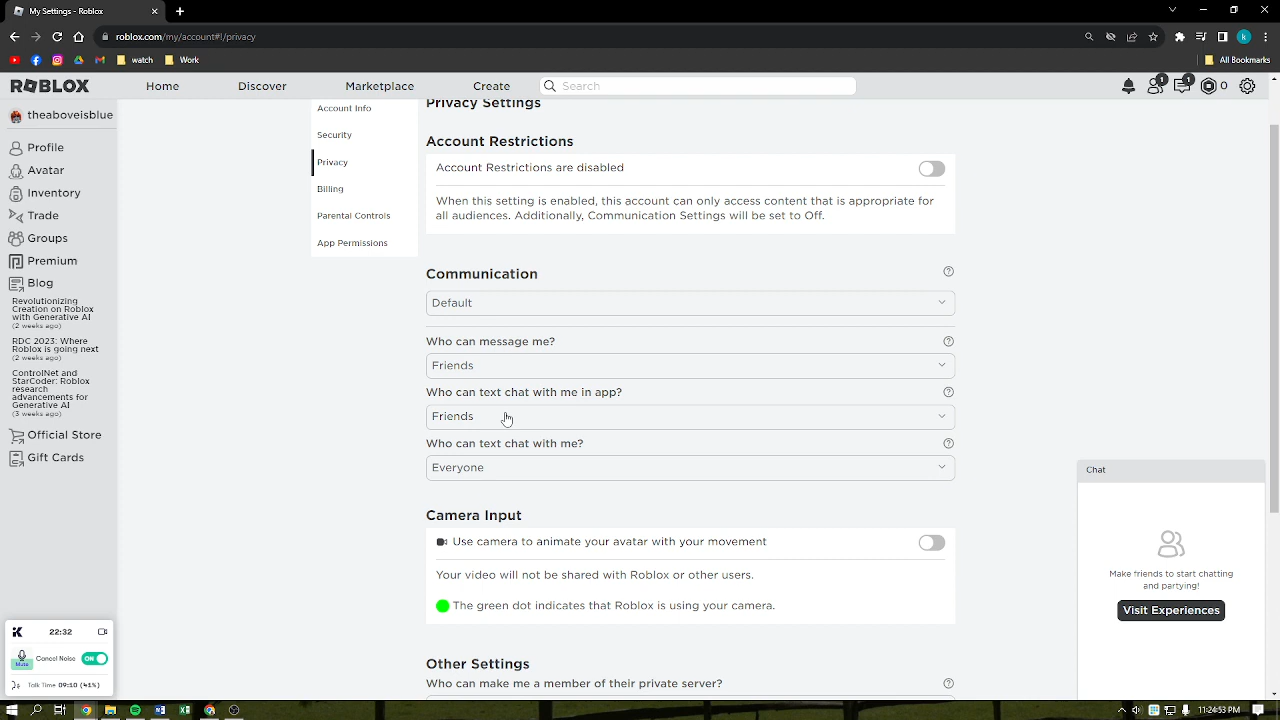 My Settings - Roblox
roblox.com/my/account#!/privacy
watch
Work
All Bookmarks
ROBLOX
Home
Discover
Marketplace
Create
Search
1
1
0
theaboveisblue
Profile
Avatar
Inventory
Trade
Groups
Premium
Blog
Revolutionizing
Creation on Roblox
with Generative AI
(2 weeks ago)
RDC 2023: Where
Roblox is going next
(2 weeks ago)
ControlNet and
StarCoder: Roblox
research
advancements for
Generative AI
(3 weeks ago)
Official Store
Gift Cards
22:32
Mute
Cancel Noise
ON
Talk Time 09:10 (41%)
Account Info
Security
Privacy
Billing
Parental Controls
App Permissions
Privacy Settings
Account Restrictions
Account Restrictions are disabled
When this setting is enabled, this account can only access content that is appropriate for
all audiences. Additionally, Communication Settings will be set to Off.
Communication
Default
Who can message me?
Friends
Who can text chat with me in app?
Friends
Who can text chat with me?
Everyone
Camera Input
Use camera to animate your avatar with your movement
Your video will not be shared with Roblox or other users.
The green dot indicates that Roblox is using your camera.
Other Settings
Who can make me a member of their private server?
Chat
Make friends to start chatting
and partying!
Visit Experiences
11:24:53 PM